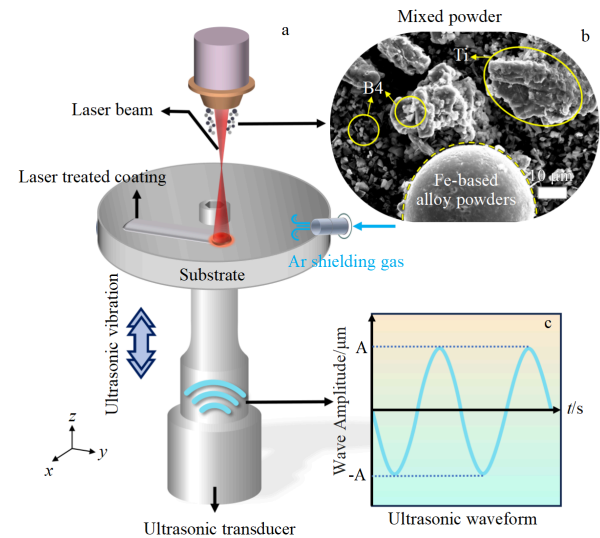 a
Mixed powder
b
Ti
B4
10 μm
Fe-based
alloy powders
Laser beam
Laser treated coating
Substrate
Ar shielding gas
Ultrasonic vibration
z
y
x
Ultrasonic transducer
c
Wave Amplitude/μm
A
-A
t/s
Ultrasonic waveform